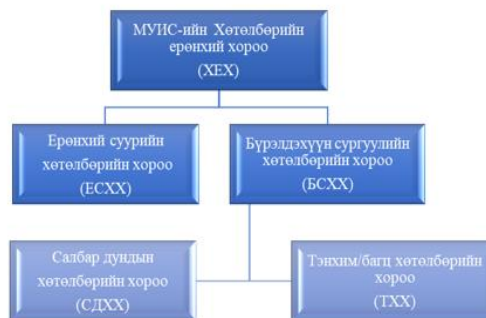 МУИС-ийн Хөтөлбөрийн
ерөнхий хороо
(ХЕХ)
Ерөнхий суурийн
хөтөлбөрийн хороо
(ЕСХХ)
Бүрэлдэхүүн сургуулийн
хөтөлбөрийн хороо
(БСХХ)
Салбар дундын
хөтөлбөрийн хороо
(СДХХ)
Тэнхим/багц хөтөлбөрийн
хороо
(ТХХ)